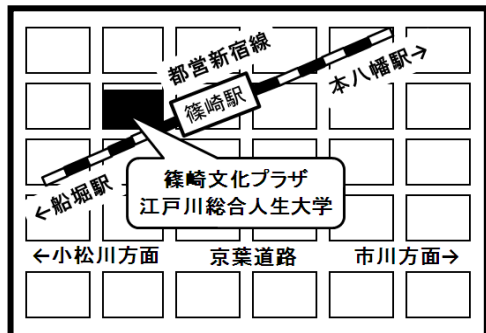 都営新宿線
本八幡駅→
篠崎駅
←船堀駅
篠崎文化プラザ
江戸川総合人生大学
←小松川方面
京葉道路
市川方面→